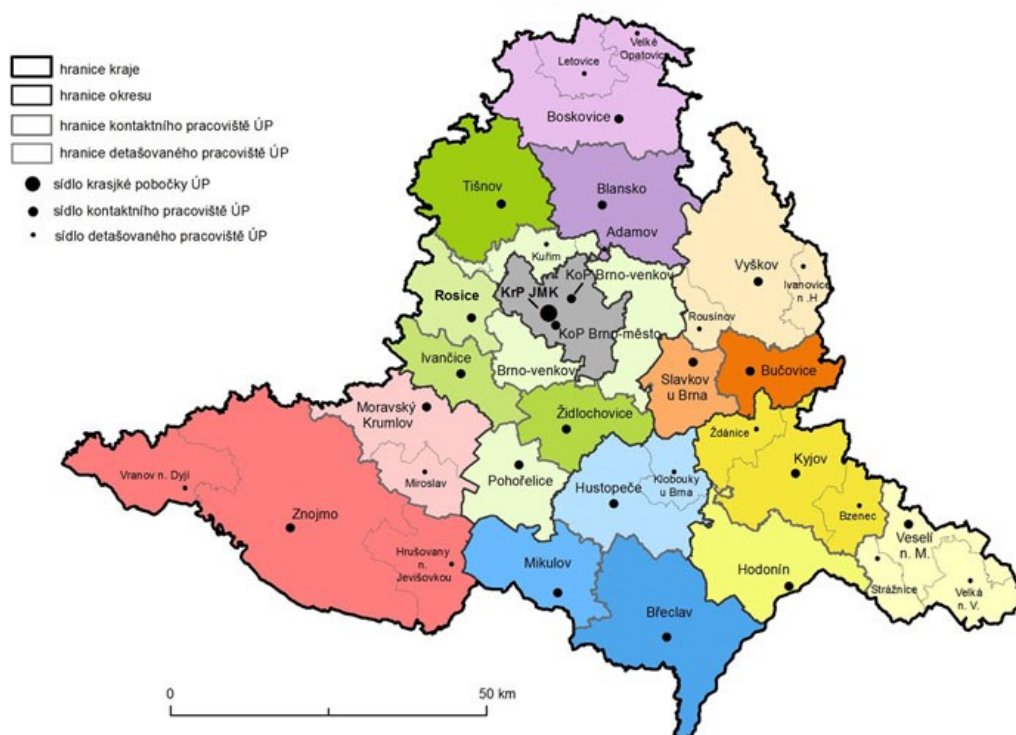 hranice kraje
hranice okresu
hranice kontaktního pracoviště ÚP
hranice detašovaného pracoviště ÚP
sídlo krasjké pobočky ÚP
sídlo kontaktního pracoviště ÚP
sídlo detašovaného pracoviště ÚP
Velké
Opatovice
Letovice
Boskovice
Tišnov
Blansko
Adamov
Kuřim
KoP Brno-venkov
Vyškov
Ivanovice
n .H
Rosice
KrP JMK
Rousínov
KoP Brno-město
Ivančice
Brno-venkov
Slavkov
u Brna
Bučovice
Moravský
Krumlov
Židlochovice
Ždánice
Vranov n. Dyjí
Miroslav
Pohořelice
Hustopeče
Klobouky
u Brna
Kyjov
Bzenec
Znojmo
Hrušovany
n.
Jevišovkou
Mikulov
Hodonín
Veselí
n. M.
Strážnice
Velká
n. V.
Břeclav
0
50 km